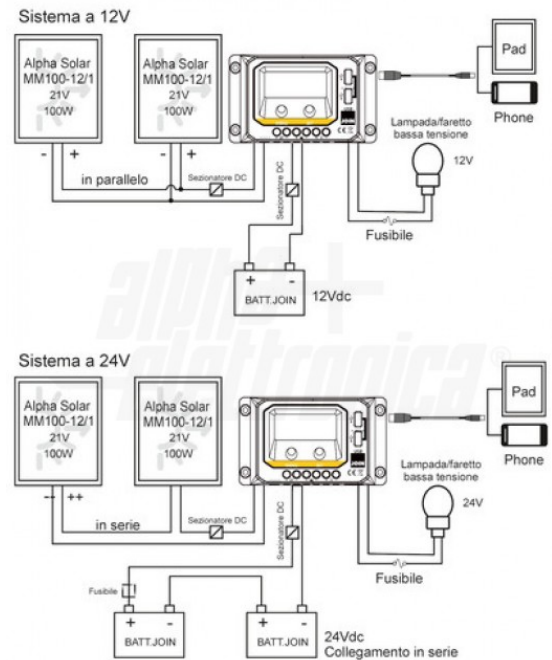 Sistema a 12V
Alpha Solar
MM100-12/1
21V
100W
- +
Alpha Solar
MM100-12/1
21V
100W
- +
Pad
Phone
Lampada/faretto
bassa tensione
12V
in parallelo
Sezionatore DC
Sezionatore DC
Fusibile
+ -
BATT.JOIN
12Vdc
alpha+
elettronica®
Sistema a 24V
Alpha Solar
MM100-12/1
21V
100W
Alpha Solar
MM100-12/1
21V
100W
-- ++
Pad
Phone
Lampada/faretto
bassa tensione
24V
in serie
Sezionatore DC
Sezionatore DC
Fusibile
Fusibile
+ -
BATT.JOIN
+ -
BATT.JOIN
24Vdc
Collegamento in serie